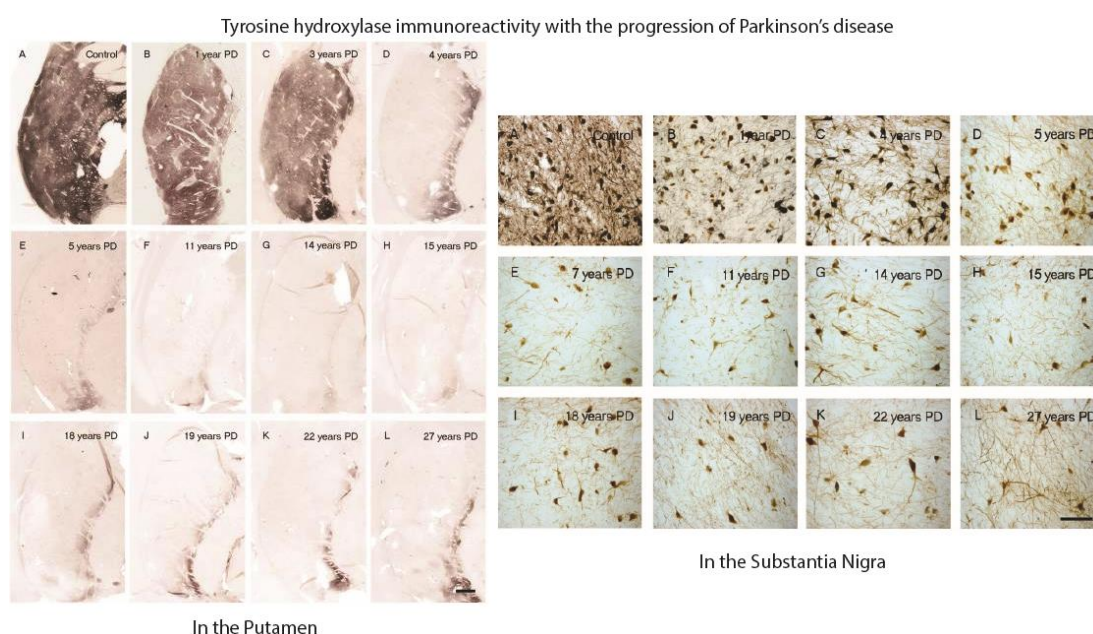 Tyrosine hydroxylase immunoreactivity with the progression of Parkinson's disease
A Control B 1 year PD C 3 years PD D 4 years PD
E 5 years PD F 11 years PD G 14 years PD H 15 years PD
I 18 years PD J 19 years PD K 22 years PD L 27 years PD
In the Putamen
A Control B 1 year PD C 4 years PD D 5 years PD
E 7 years PD F 11 years PD G 14 years PD H 15 years PD
I 18 years PD J 19 years PD K 22 years PD L 27 years PD
In the Substantia Nigra